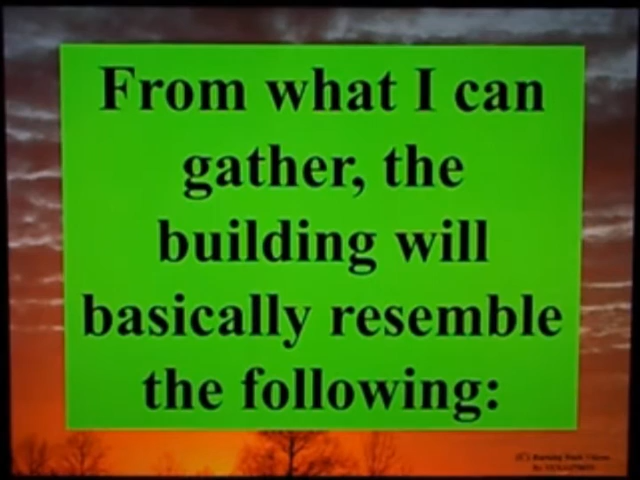 From what I can
gather, the
building will
basically resemble
the following: